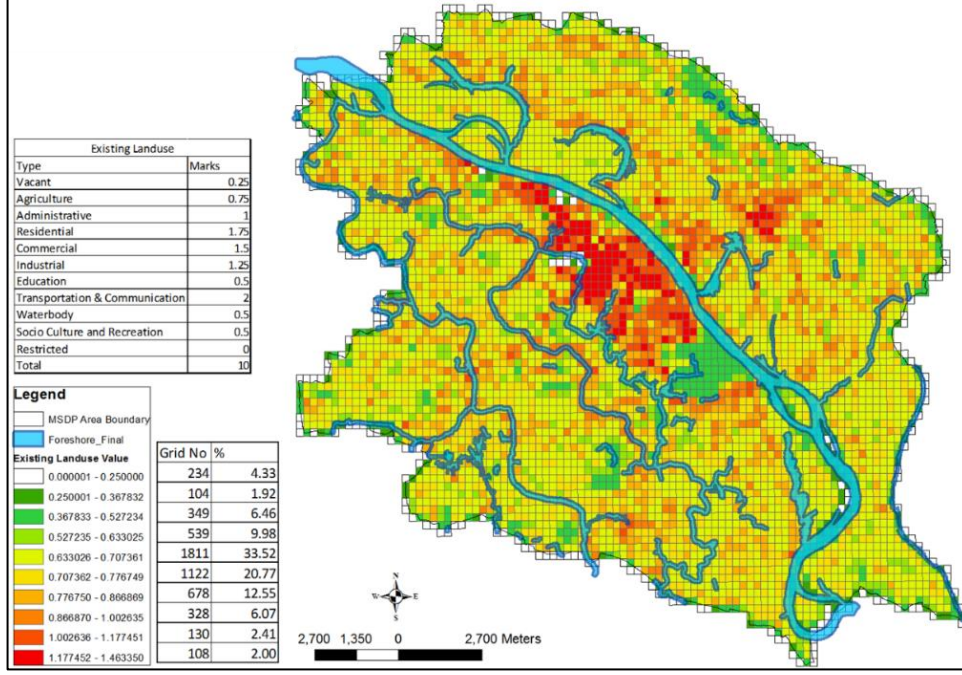 Existing Landuse
Type Marks
Vacant 0.25
Agriculture 0.75
Administrative 1
Residential 1.75
Commercial 1.5
Industrial 1.25
Education 0.5
Transportation & Communication 2
Waterbody 0.5
Socio Culture and Recreation 0.5
Restricted 0
Total 10
Legend
MSDP Area Boundary
Foreshore_Final
Existing Landuse Value
0.000001 - 0.250000
0.250001 - 0.367832
0.367833 - 0.527234
0.527235 - 0.633025
0.633026 - 0.707361
0.707362 - 0.776749
0.776750 - 0.866869
0.866870 - 1.002635
1.002636 - 1.177451
1.177452 - 1.463350
Grid No %
234 4.33
104 1.92
349 6.46
539 9.98
1811 33.52
1122 20.77
678 12.55
328 6.07
130 2.41
108 2.00
N
W E
S
2,700 1,350 0 2,700 Meters